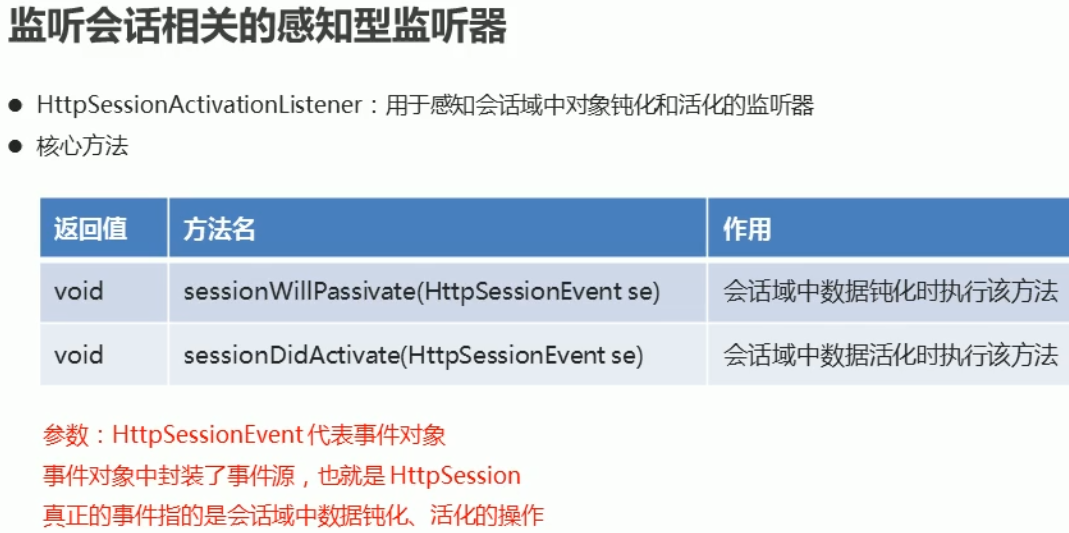 监听会话相关的感知型监听器
● HttpSessionActivationListener：用于感知会话域中对象钝化和活化的监听器
● 核心方法
返回值 方法名 作用
void sessionWillPassivate(HttpSessionEvent se) 会话域中数据钝化时执行该方法
void sessionDidActivate(HttpSessionEvent se) 会话域中数据活化时执行该方法
参数：HttpSessionEvent 代表事件对象
事件对象中封装了事件源，也就是 HttpSession
真正的事件指的是会话域中数据钝化、活化的操作